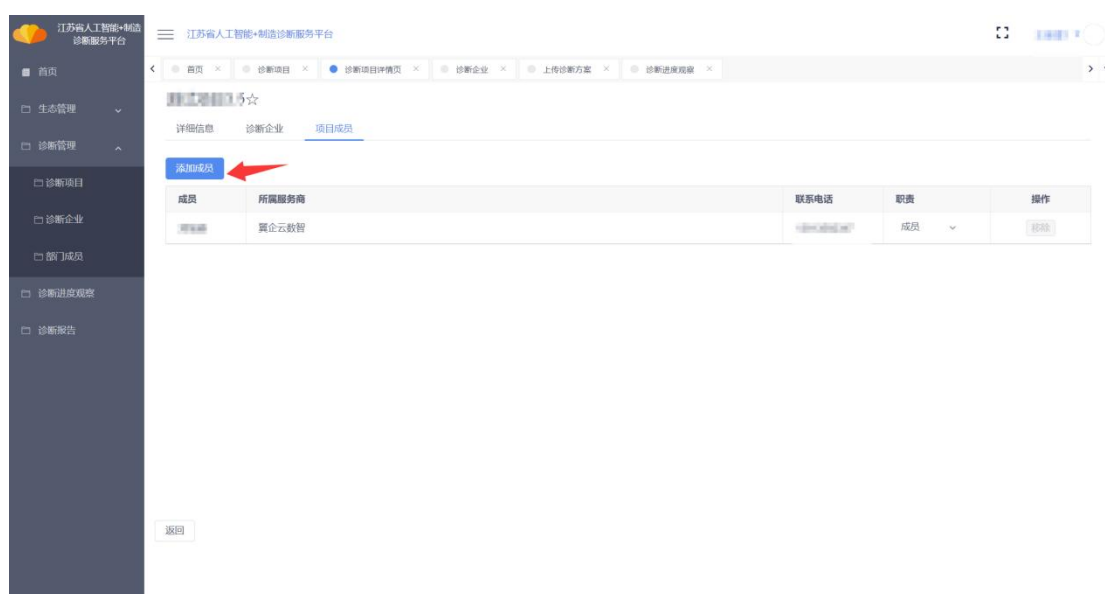 江苏省人工智能+制造
诊断服务平台
江苏省人工智能+制造诊断服务平台
首页
首页 × 诊断项目 × 诊断项目详情页 × 诊断企业 × 上传诊断方案 × 诊断进度观察 ×
生态管理
诊断管理
诊断项目
诊断企业
部门成员
诊断进度观察
诊断报告
详细信息 诊断企业 项目成员
添加成员
成员 所属服务商 联系电话 职责 操作
翼企云数智 成员 移除
返回